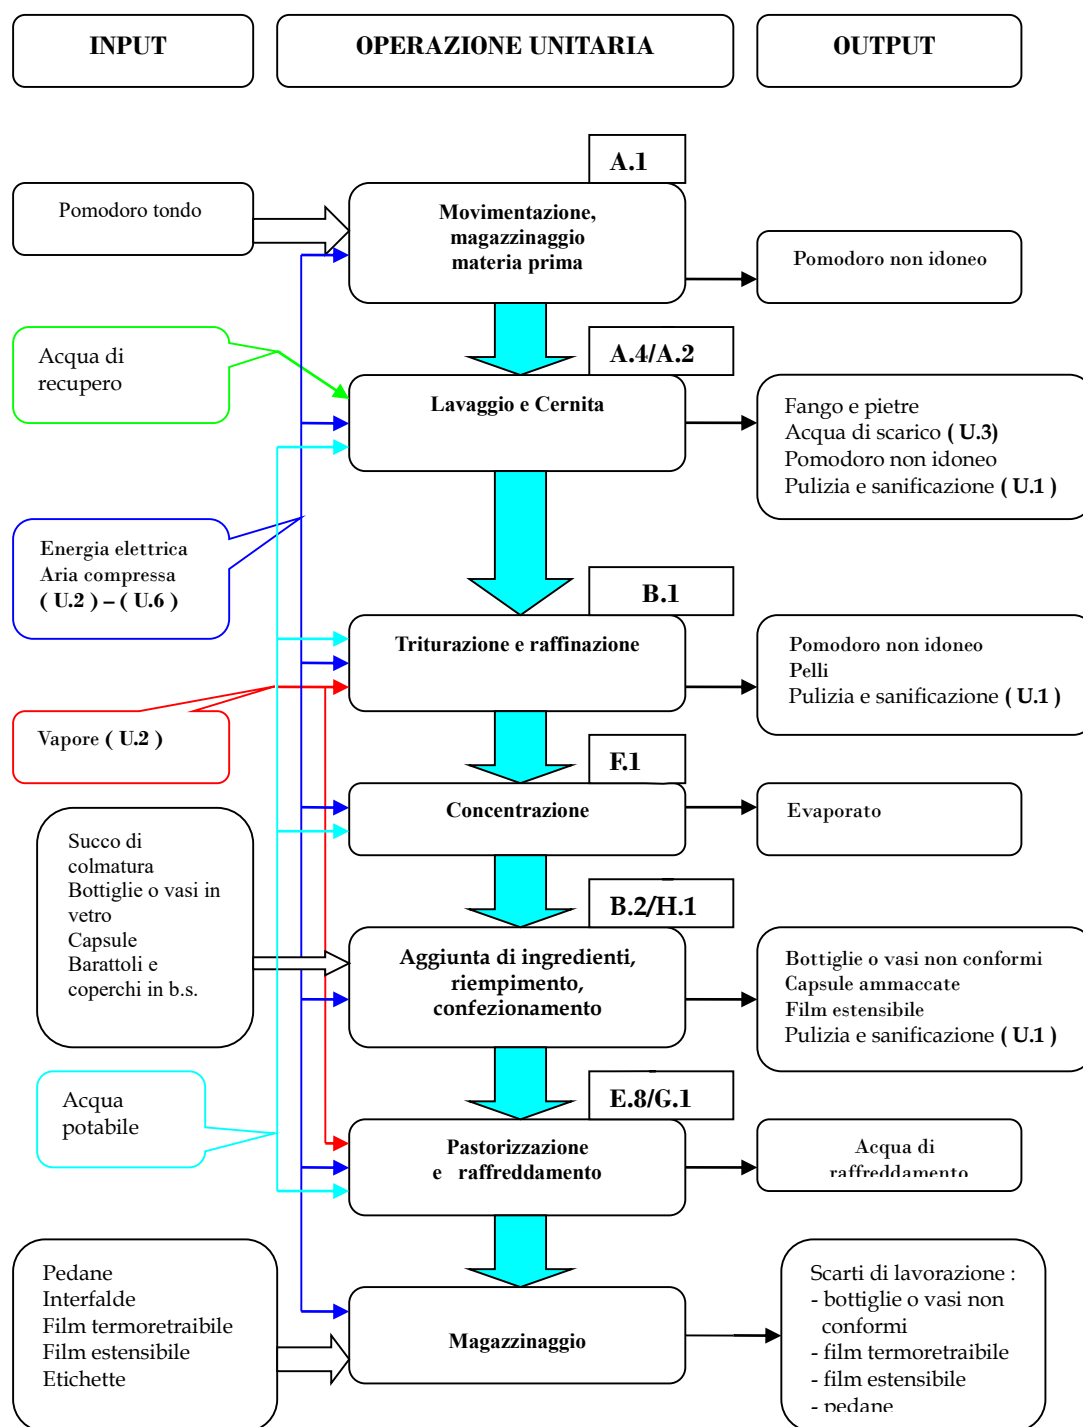 INPUT
OPERAZIONE UNITARIA
OUTPUT
A.1
Pomodoro tondo
Movimentazione,
magazzinaggio
materia prima
Pomodoro non idoneo
Acqua di
recupero
A.4/A.2
Lavaggio e Cernita
Fango e pietre
Acqua di scarico ( U.3)
Pomodoro non idoneo
Pulizia e sanificazione ( U.1 )
Energia elettrica
Aria compressa
( U.2 ) – ( U.6 )
B.1
Triturazione e raffinazione
Pomodoro non idoneo
Pelli
Pulizia e sanificazione ( U.1 )
Vapore ( U.2 )
F.1
Concentrazione
Evaporato
Succo di
colmatura
Bottiglie o vasi in
vetro
Capsule
Barattoli e
coperchi in b.s.
B.2/H.1
Aggiunta di ingredienti,
riempimento,
confezionamento
Bottiglie o vasi non conformi
Capsule ammaccate
Film estensibile
Pulizia e sanificazione ( U.1 )
Acqua
potabile
E.8/G.1
Pastorizzazione
e raffreddamento
Acqua di
raffreddamento
Pedane
Interfalde
Film termoretraibile
Film estensibile
Etichette
Magazzinaggio
Scarti di lavorazione :
- bottiglie o vasi non
conformi
- film termoretraibile
- film estensibile
- pedane